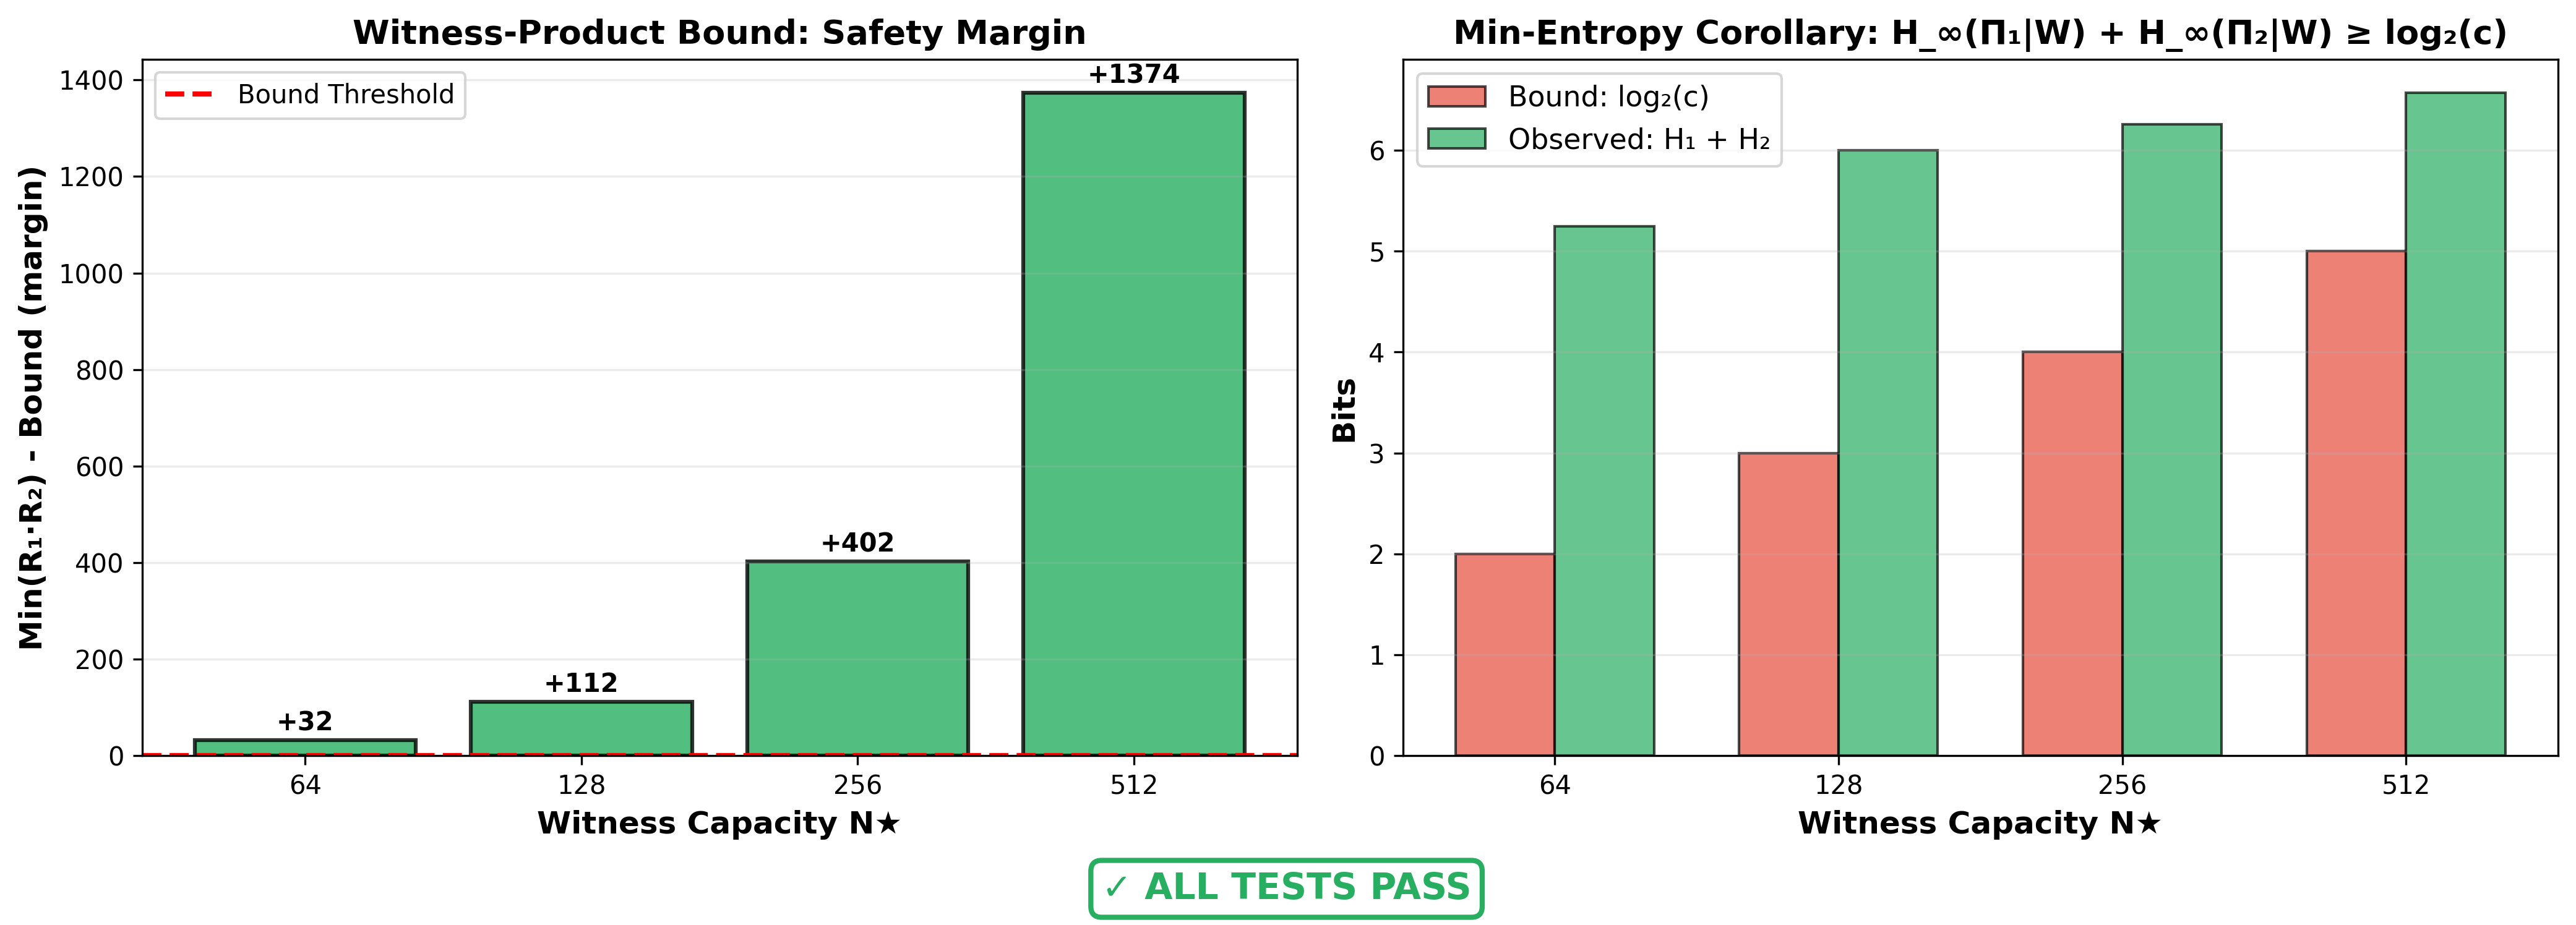 Witness-Product Bound: Safety Margin
Bound Threshold
Min(R₁·R₂) - Bound (margin)
1400
1200
1000
800
600
400
200
0
+32
+112
+402
+1374
64 128 256 512
Witness Capacity N★
Min-Entropy Corollary: H_∞(Π₁|W) + H_∞(Π₂|W) ≥ log₂(c)
Bound: log₂(c)
Observed: H₁ + H₂
Bits
6
5
4
3
2
1
0
64 128 256 512
Witness Capacity N★
✓ ALL TESTS PASS